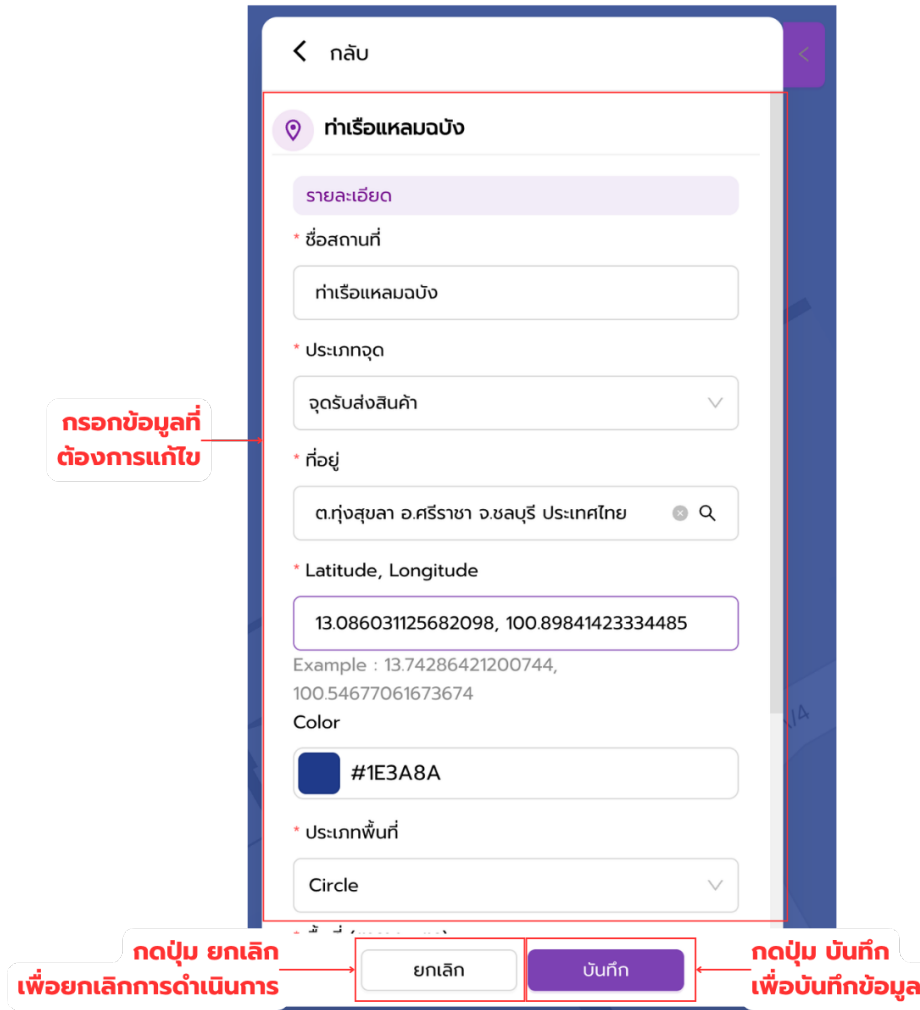 กลับ
ท่าเรือแหลมฉบัง
รายละเอียด
* ชื่อสถานที่
ท่าเรือแหลมฉบัง
* ประเภทจุด
จุดรับส่งสินค้า
กรอกข้อมูลที่
ต้องการแก้ไข
* ที่อยู่
ต.ทุ่งสุขลา อ.ศรีราชา จ.ชลบุรี ประเทศไทย
* Latitude, Longitude
13.086031125682098, 100.89841423334485
Example : 13.74286421200744,
100.54677061673674
Color
#1E3A8A
* ประเภทพื้นที่
Circle
กดปุ่ม ยกเลิก
เพื่อยกเลิกการดำเนินการ
ยกเลิก
บันทึก
กดปุ่ม บันทึก
เพื่อบันทึกข้อมูล